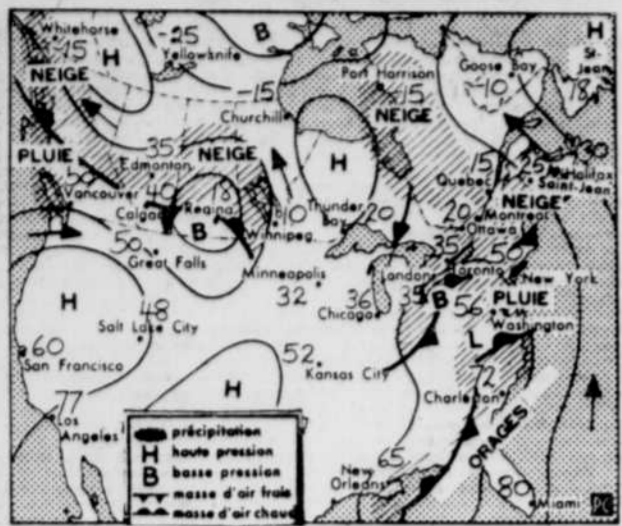 -25 B H
Whitehorse
-15 H Yellowknife
St-
Jean
Goose Bay
Port Harrison
-10
18
NEIGE
-15
-15
Churchill
NEIGE
30
PLUIE
35
Edmonton
NEIGE
H
15
25
Halifax
Quebec
Saint-Jean
50
Vancouver
40
18
Calgary
Regina
10
Thunder
Bay
20
NEIGE
20
Montreal
Winnipeg
Ottawa
B
50
Great Falls
35
50
Toronto
Minneapolis
London
New York
H
32
36
35
B
56
PLUIE
48
Chicago
Salt Lake City
Washington
60
52
L
San Francisco
Kansas City
72
H
Charleston
77
Los
Angeles
ORAGES
précipitation
H haute pression
B basse pression
masse d'air frais
masse d'air chaud
65
New
Orleans
80
Miami
PC